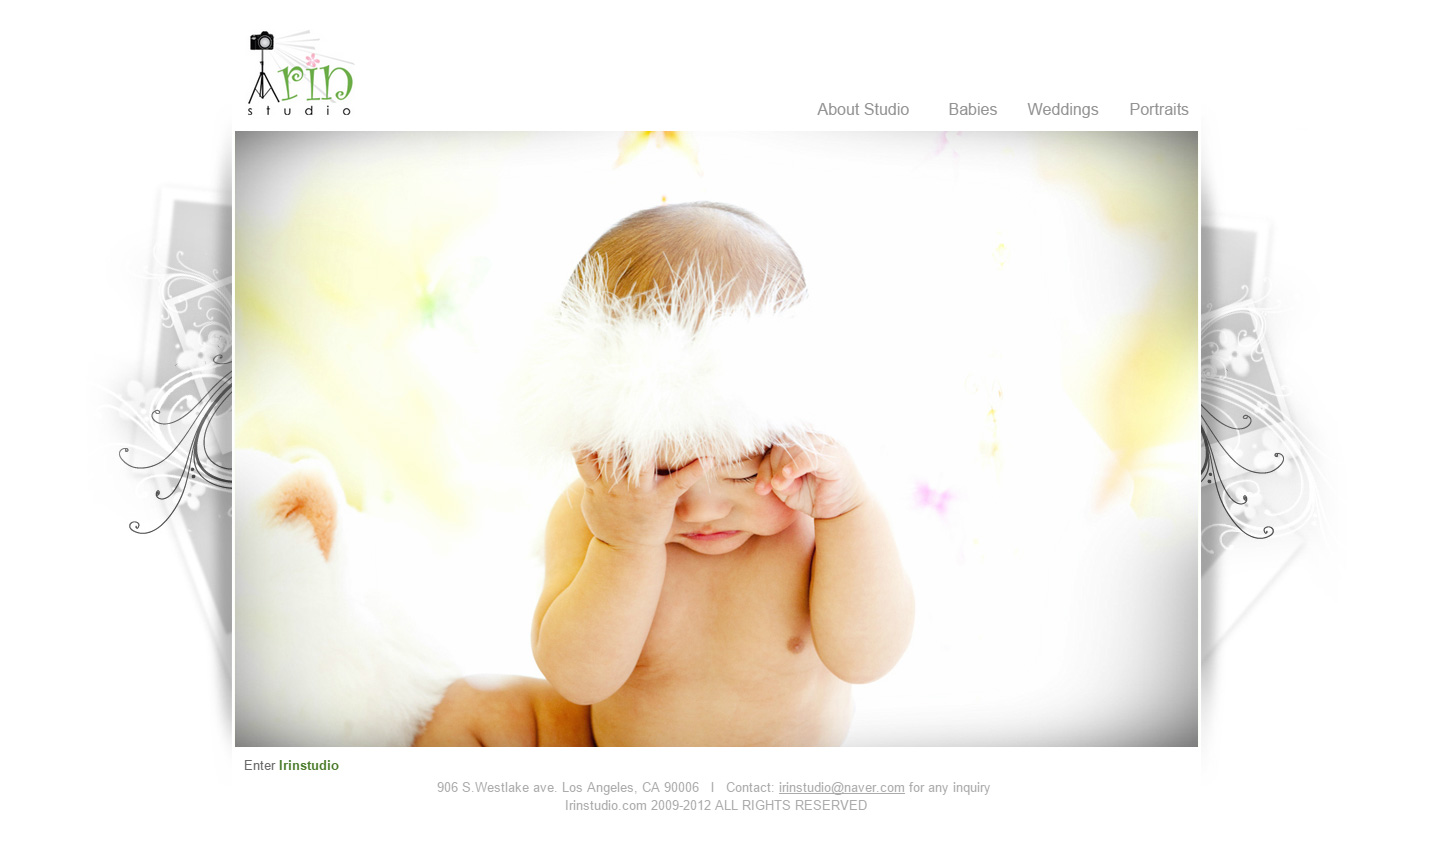 Irin
studio
About Studio Babies Weddings Portraits
Enter Irinstudio
906 S.Westlake ave. Los Angeles, CA 90006 I Contact: irinstudio@naver.com for any inquiry
Irinstudio.com 2009-2012 ALL RIGHTS RESERVED